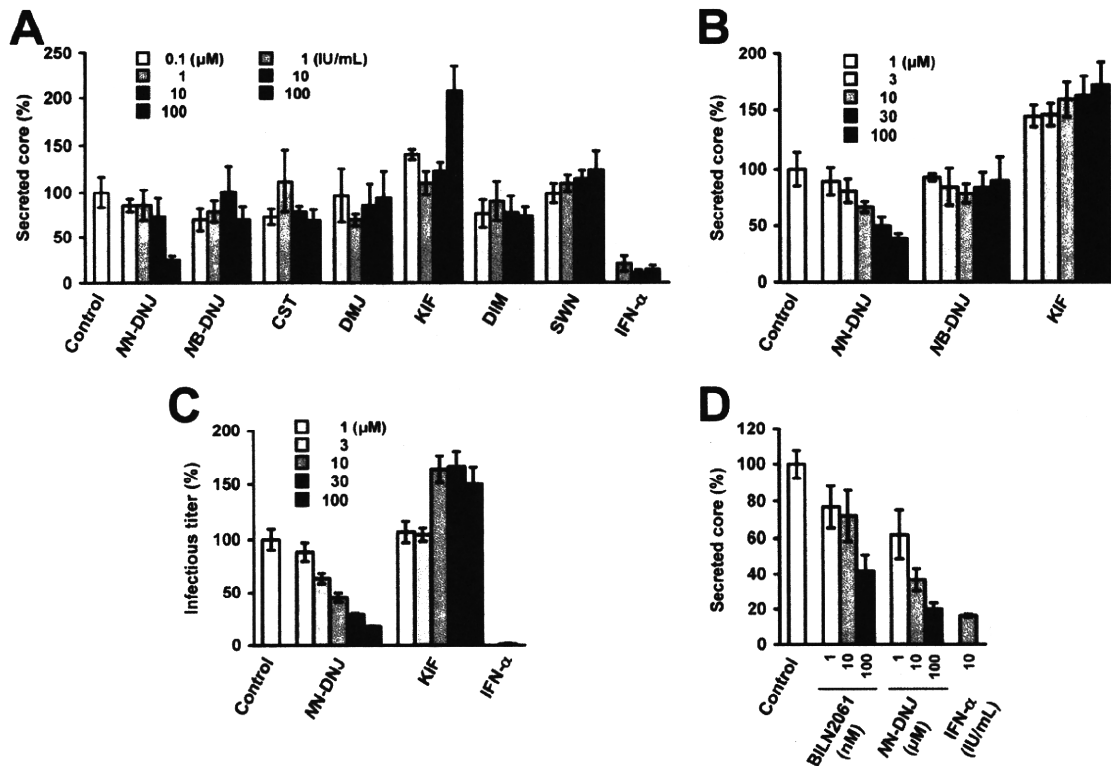 A
250
200
150
100
50
0
Secreted core (%)
0.1 (μM)
1
10
100
1 (IU/mL)
10
100
Control
NN-DNJ
NB-DNJ
CST
DMJ
KIF
DIM
SWN
IFN-α
B
200
150
100
50
0
Secreted core (%)
1 (μM)
3
10
30
100
Control
NN-DNJ
NB-DNJ
KIF
C
200
150
100
50
0
Infectious titer (%)
1 (μM)
3
10
30
100
Control
NN-DNJ
KIF
IFN-α
D
120
100
80
60
40
20
0
Secreted core (%)
1 10 100 1 10 100 10
Control
BILN2061 (nM)
NN-DNJ (μM)
IFN-α (IU/mL)